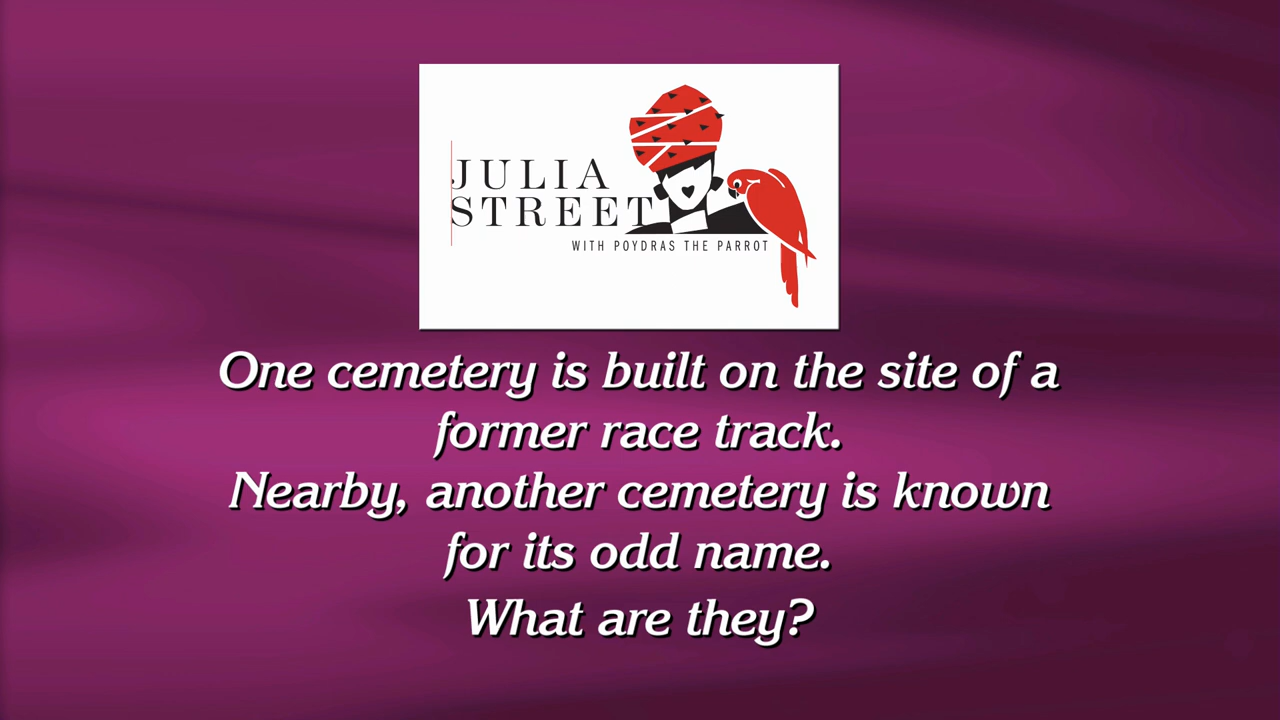 JULIA
STREET
WITH POYDRAS THE PARROT
One cemetery is built on the site of a
former race track.
Nearby, another cemetery is known
for its odd name.
What are they?